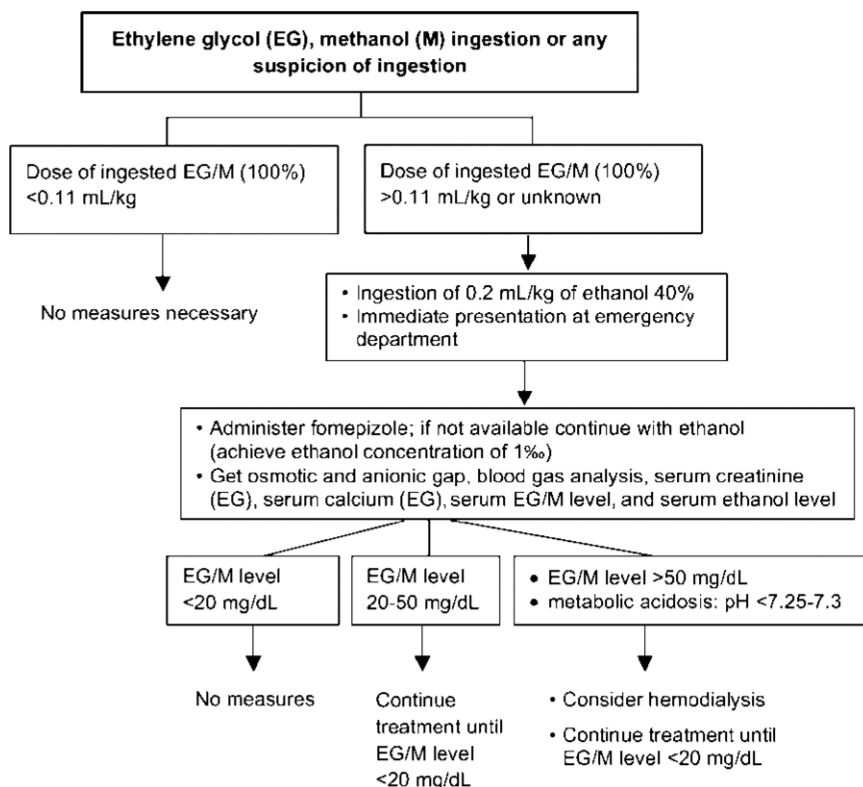 Ethylene glycol (EG), methanol (M) ingestion or any
suspicion of ingestion
Dose of ingested EG/M (100%)
<0.11 mL/kg
Dose of ingested EG/M (100%)
>0.11 mL/kg or unknown
No measures necessary
• Ingestion of 0.2 mL/kg of ethanol 40%
• Immediate presentation at emergency
department
• Administer fomepizole; if not available continue with ethanol
(achieve ethanol concentration of 1‰)
• Get osmotic and anionic gap, blood gas analysis, serum creatinine
(EG), serum calcium (EG), serum EG/M level, and serum ethanol level
EG/M level
<20 mg/dL
EG/M level
20-50 mg/dL
• EG/M level >50 mg/dL
• metabolic acidosis: pH <7.25-7.3
No measures
Continue
treatment until
EG/M level
<20 mg/dL
• Consider hemodialysis
• Continue treatment until
EG/M level <20 mg/dL